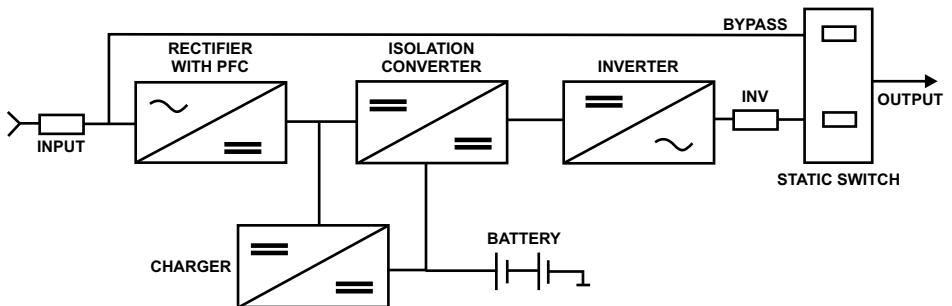 BYPASS
RECTIFIER
WITH PFC
ISOLATION
CONVERTER
INVERTER
INV
OUTPUT
INPUT
STATIC SWITCH
CHARGER
BATTERY